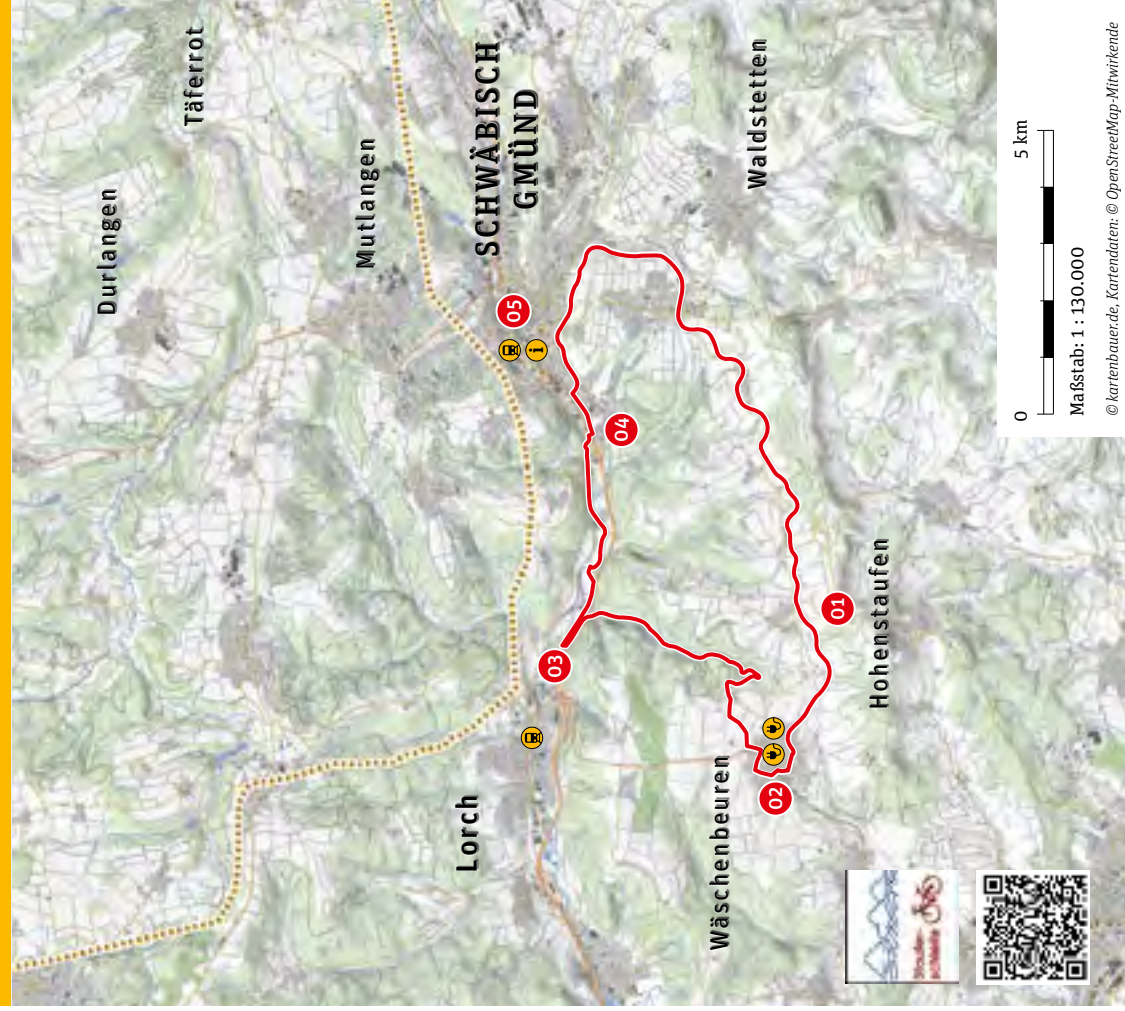 Täferrot
Durlangen
Mutlangen
SCHWÄBISCH
GMÜND
Waldstetten
05
04
03
Lorch
01
Hohenstaufen
Wäschenbeuren
02
0
5 km
Maßstab: 1 : 130.000
© kartenbauer.de, Kartendaten: © OpenStreetMap-Mitwirkende